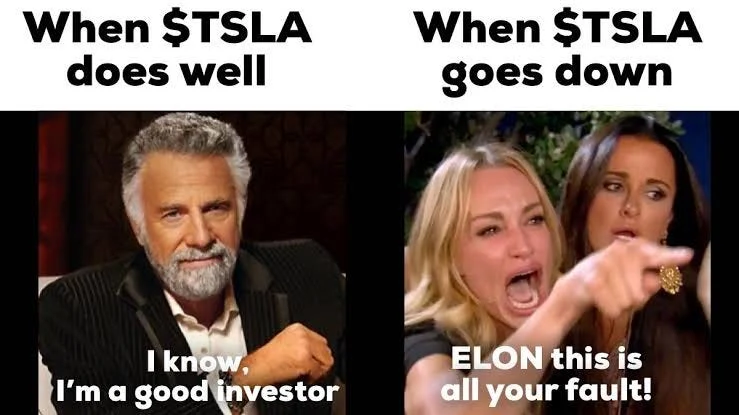 When $TSLA
does well
When $TSLA
goes down
I know,
I'm a good investor
ELON this is
all your fault!